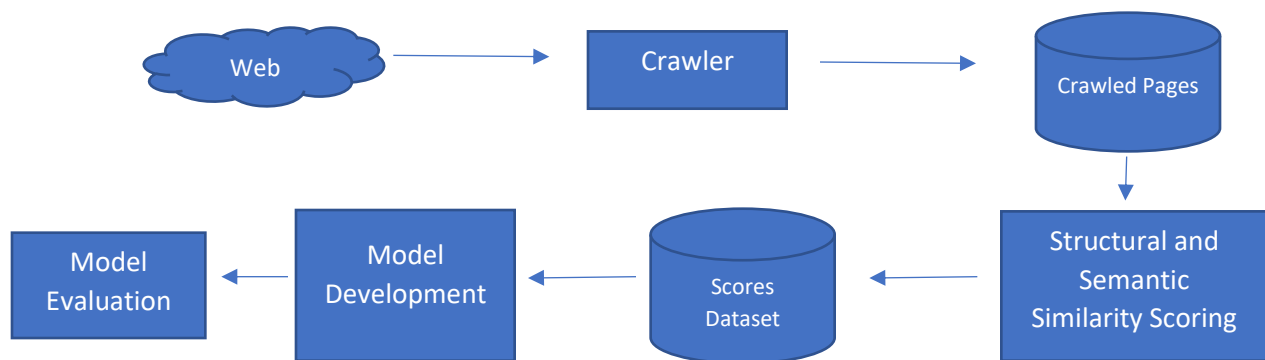 Web
Crawler
Crawled Pages
Structural and
Semantic
Similarity Scoring
Scores
Dataset
Model
Development
Model
Evaluation